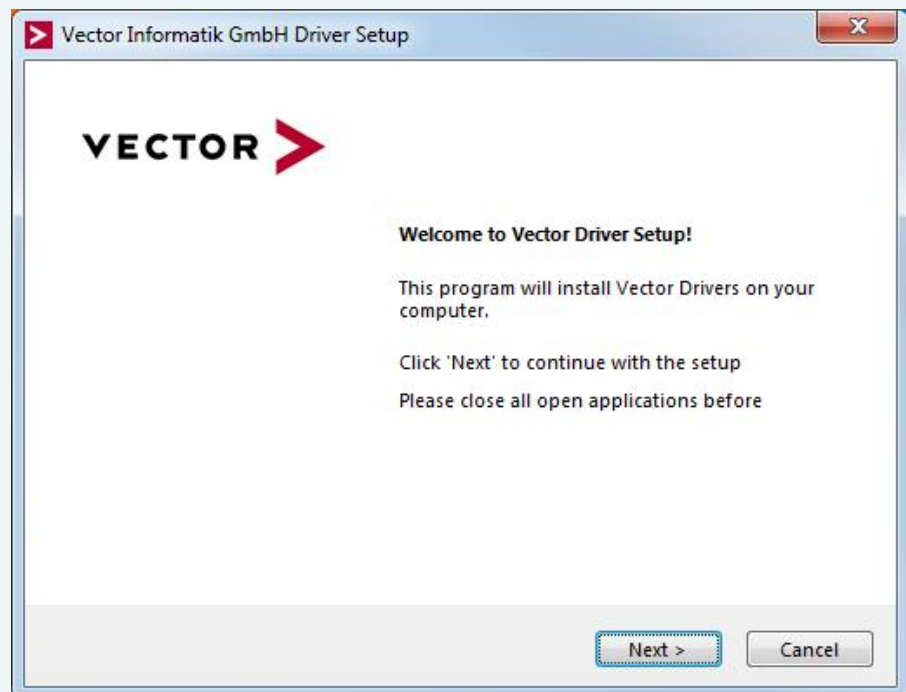 Vector Informatik GmbH Driver Setup
VECTOR
Welcome to Vector Driver Setup!
This program will install Vector Drivers on your
computer.
Click 'Next' to continue with the setup
Please close all open applications before
Next >
Cancel